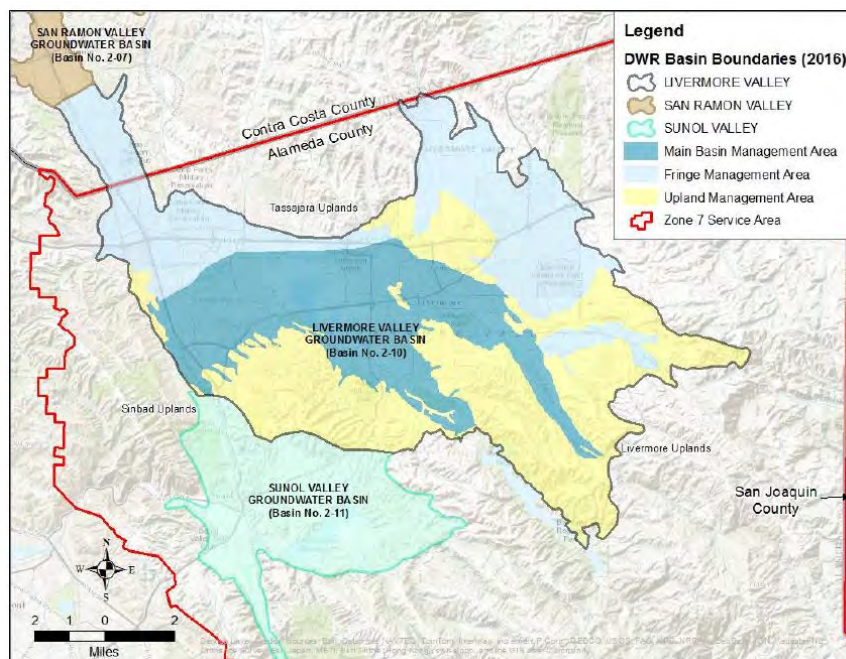 SAN RAMON VALLEY
GROUNDWATER BASIN
(Basin No. 2-07)
Contra Costa County
Alameda County
Tassajara Uplands
LIVERMORE VALLEY
GROUNDWATER BASIN
(Basin No. 2-10)
Sinbad Uplands
Livermore Uplands
SUNOL VALLEY
GROUNDWATER BASIN
(Basin No. 2-11)
San Joaquin
County
Legend
DWR Basin Boundaries (2016)
LIVERMORE VALLEY
SAN RAMON VALLEY
SUNOL VALLEY
Main Basin Management Area
Fringe Management Area
Upland Management Area
Zone 7 Service Area
N
W
E
S
2 1 0 2
Miles